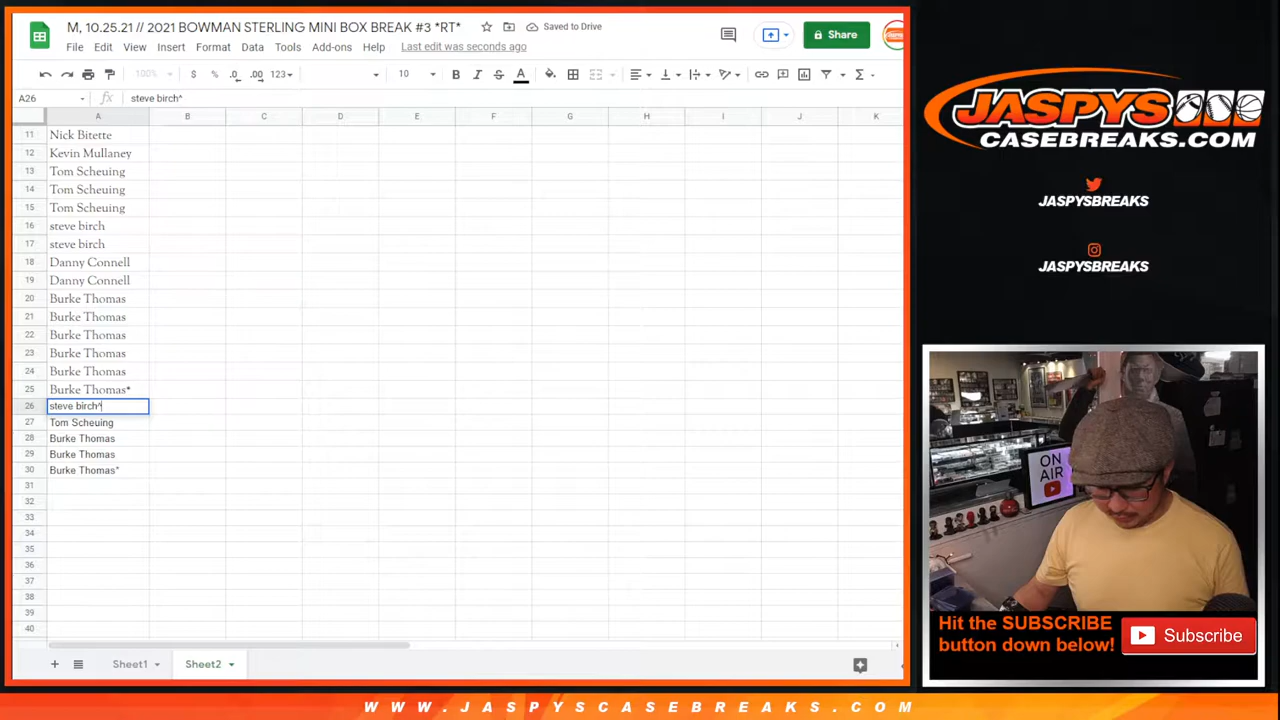 M, 10.25.21 // 2021 BOWMAN STERLING MINI BOX BREAK #3 *RT*
Saved to Drive
File Edit View Insert Format Data Tools Add-ons Help Last edit was seconds ago
Share
100% $ % .0 .00 123 10 B I S A
A26 fx steve birch^
A B C D E F G H I J K
11 Nick Bitette
12 Kevin Mullaney
13 Tom Scheuing
14 Tom Scheuing
15 Tom Scheuing
16 steve birch
17 steve birch
18 Danny Connell
19 Danny Connell
20 Burke Thomas
21 Burke Thomas
22 Burke Thomas
23 Burke Thomas
24 Burke Thomas
25 Burke Thomas*
26 steve birch^
27 Tom Scheuing
28 Burke Thomas
29 Burke Thomas
30 Burke Thomas*
31
32
33
34
35
36
37
38
39
40
Sheet1 Sheet2
JASPYS
CASEBREAKS.COM
JASPYSBREAKS
JASPYSBREAKS
ON
AIR
Hit the SUBSCRIBE
button down below!
Subscribe
WWW.JASPYSCASEBREAKS.COM